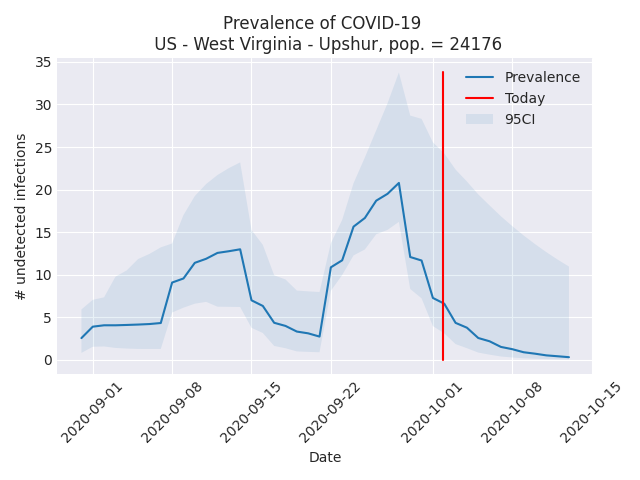 Prevalence of COVID-19
US - West Virginia - Upshur, pop. = 24176
35
30
25
20
15
10
5
0
# undetected infections
Prevalence
Today
95CI
2020-09-01
2020-09-08
2020-09-15
2020-09-22
2020-10-01
2020-10-08
2020-10-15
Date